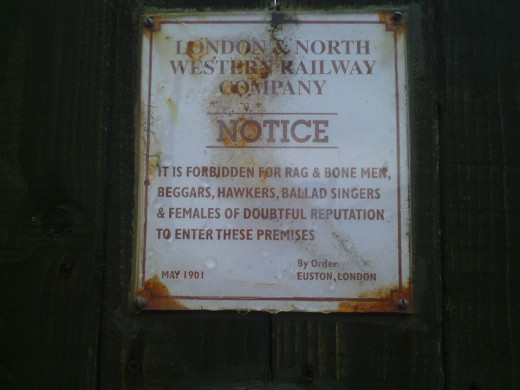 LONDON & NORTH
WESTERN RAILWAY
COMPANY
NOTICE
IT IS FORBIDDEN FOR RAG & BONE MEN,
BEGGARS, HAWKERS, BALLAD SINGERS
& FEMALES OF DOUBTFUL REPUTATION
TO ENTER THESE PREMISES
By Order
MAY 1901 EUSTON, LONDON